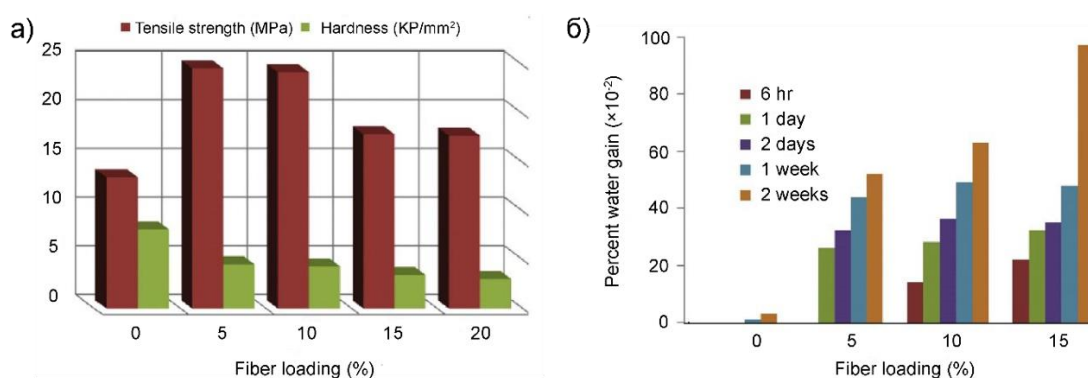 а)
Tensile strength (MPa) Hardness (KP/mm²)
25
20
15
10
5
0
0 5 10 15 20
Fiber loading (%)
б)
Percent water gain (×10⁻²)
100
80
60
40
20
0
6 hr
1 day
2 days
1 week
2 weeks
0 5 10 15
Fiber loading (%)